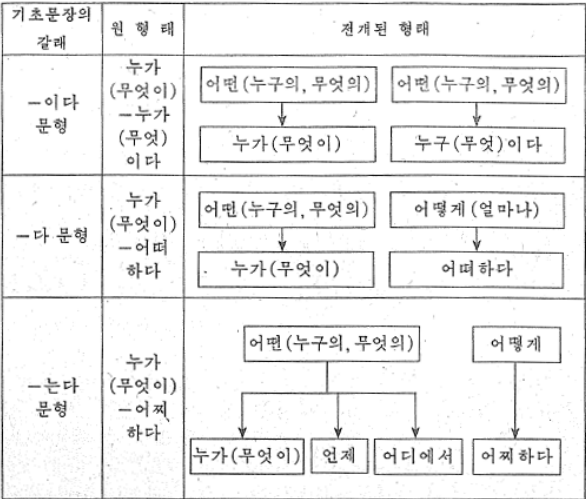 기초문장의
갈래
원 형 태
전개된 형태
—이다
문형
누가
(무엇이)
—누가
(무엇)
이다
어떤(누구의, 무엇의)
어떤(누구의, 무엇의)
누가(무엇이)
누구(무엇)이다
—다 문형
누가
(무엇이)
—어떠
하다
어떤(누구의, 무엇의)
어떻게(얼마나)
누가(무엇이)
어떠하다
—는다
문형
누가
(무엇이)
—어찌
하다
어떤(누구의, 무엇의)
어떻게
누가(무엇이)
언제
어디에서
어찌하다